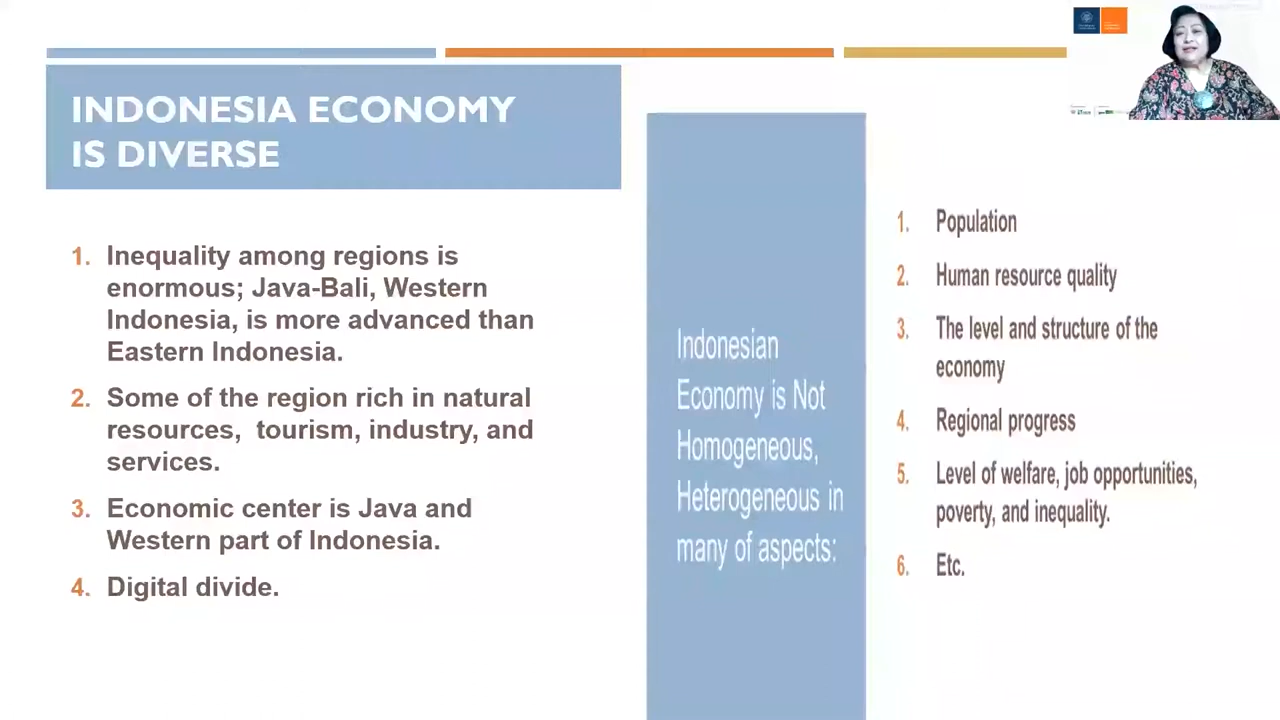 INDONESIA ECONOMY
IS DIVERSE
1. Inequality among regions is
enormous; Java-Bali, Western
Indonesia, is more advanced than
Eastern Indonesia.
2. Some of the region rich in natural
resources, tourism, industry, and
services.
3. Economic center is Java and
Western part of Indonesia.
4. Digital divide.
Indonesian
Economy is Not
Homogeneous,
Heterogeneous in
many of aspects:
1. Population
2. Human resource quality
3. The level and structure of the
economy
4. Regional progress
5. Level of welfare, job opportunities,
poverty, and inequality.
6. Etc.